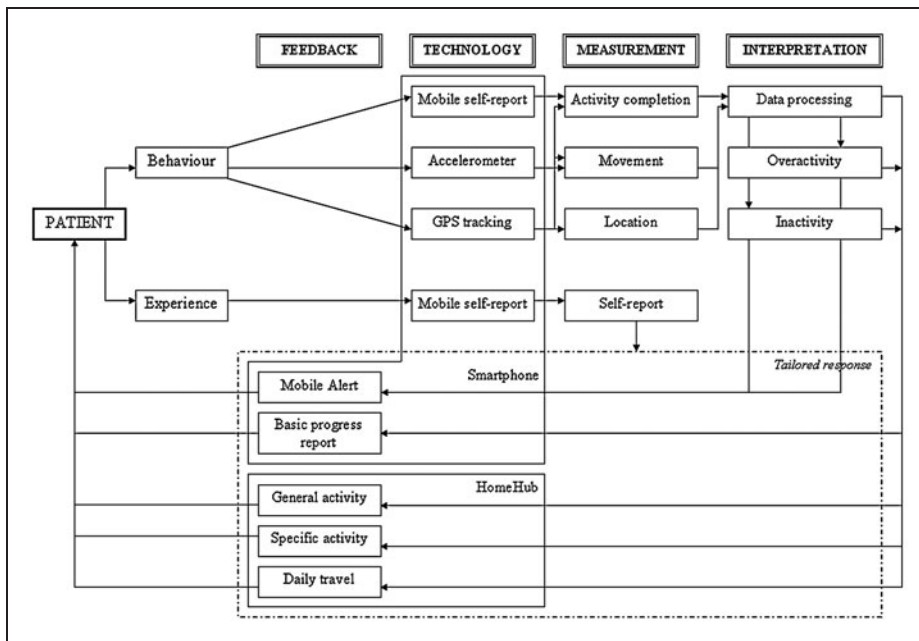 FEEDBACK TECHNOLOGY MEASUREMENT INTERPRETATION
Mobile self-report Activity completion Data processing
Behaviour Accelerometer Movement Overactivity
PATIENT GPS tracking Location Inactivity
Experience Mobile self-report Self-report
Tailored response
Smartphone
Mobile Alert
Basic progress
report
HomeHub
General activity
Specific activity
Daily travel